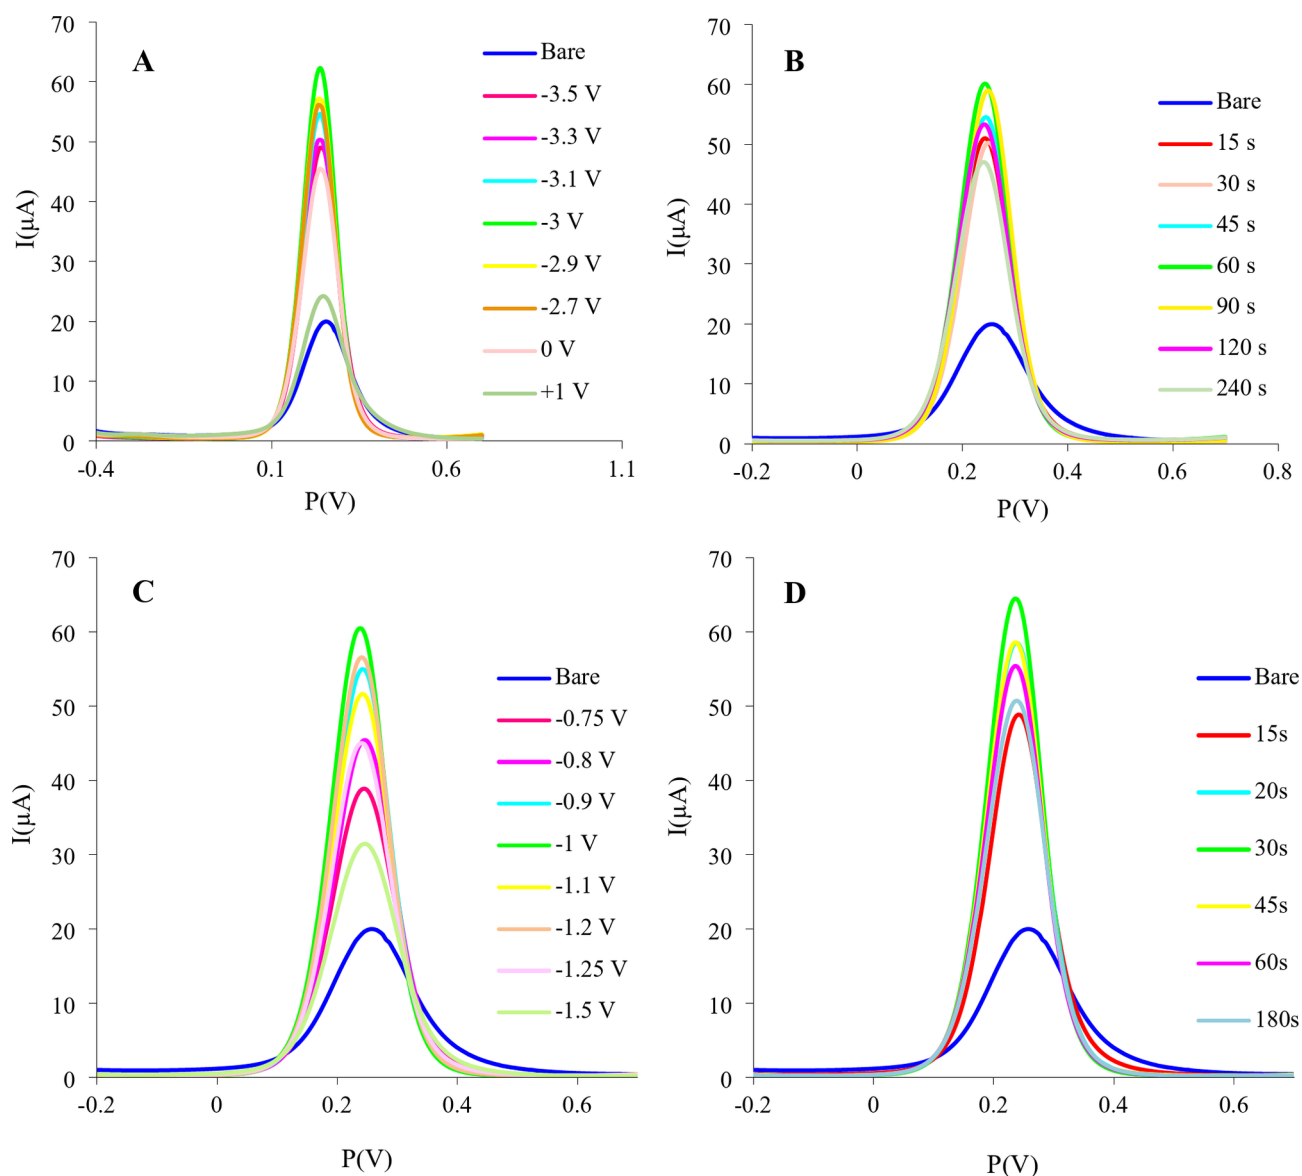 A
I(μA)
70
60
50
40
30
20
10
0
-0.4
0.1
0.6
1.1
P(V)
Bare
-3.5 V
-3.3 V
-3.1 V
-3 V
-2.9 V
-2.7 V
0 V
+1 V
B
I(μA)
70
60
50
40
30
20
10
0
-0.2
0
0.2
0.4
0.6
0.8
P(V)
Bare
15 s
30 s
45 s
60 s
90 s
120 s
240 s
C
I(μA)
70
60
50
40
30
20
10
0
-0.2
0
0.2
0.4
0.6
P(V)
Bare
-0.75 V
-0.8 V
-0.9 V
-1 V
-1.1 V
-1.2 V
-1.25 V
-1.5 V
D
I(μA)
70
60
50
40
30
20
10
0
-0.2
0
0.2
0.4
0.6
P(V)
Bare
15s
20s
30s
45s
60s
180s